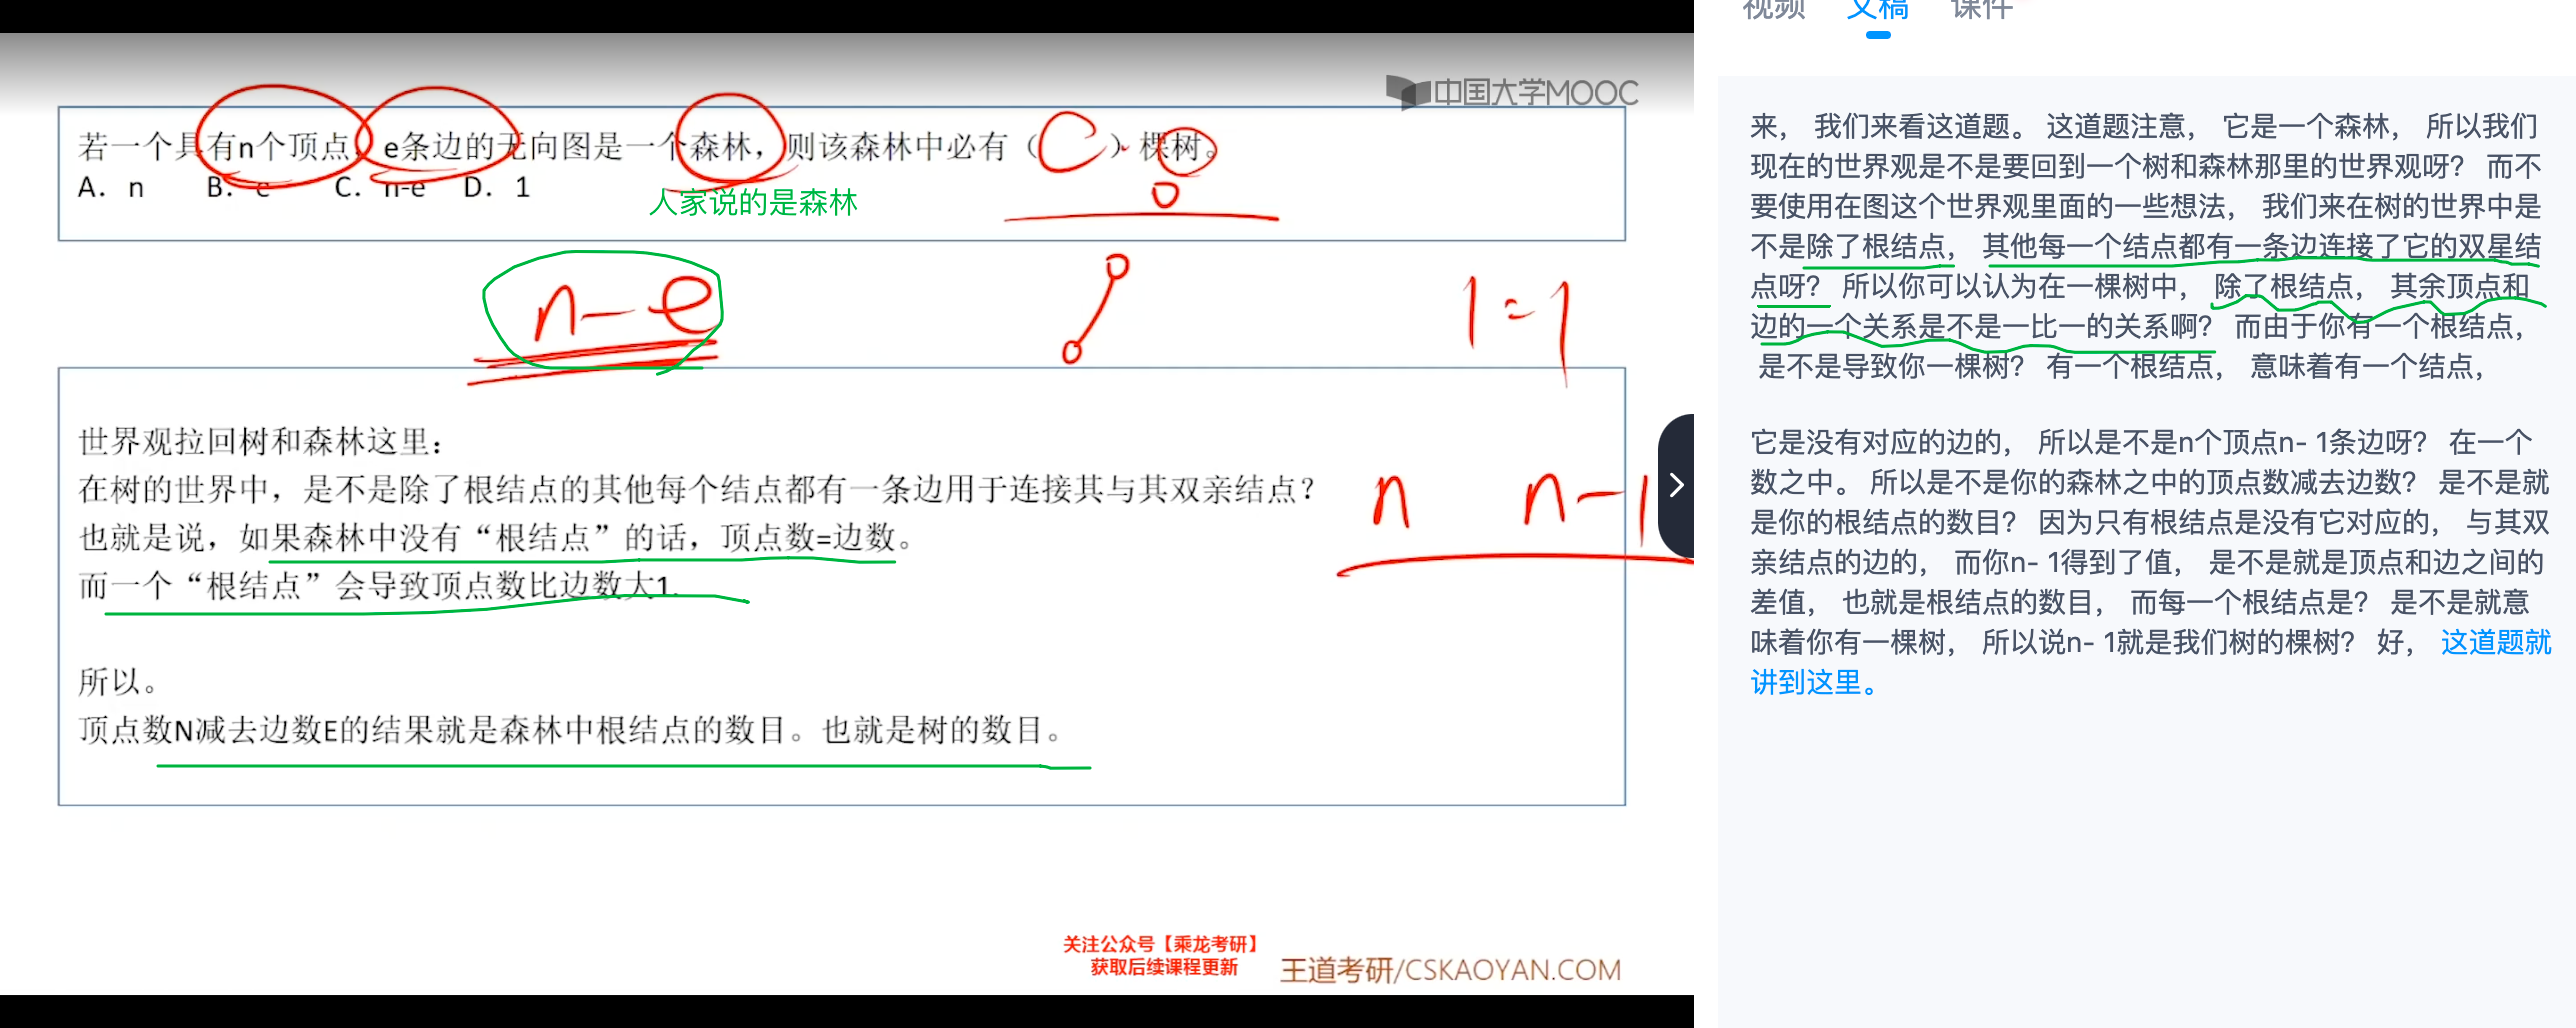 中国大学MOOC
若一个具有n个顶点、e条边的无向图是一个森林，则该森林中必有（C）棵树。
A. n B. e C. n-e D. 1
人家说的是森林
n-e
1:1
世界观拉回树和森林这里：
在树的世界中，是不是除了根结点的其他每个结点都有一条边用于连接其与其双亲结点？
也就是说，如果森林中没有“根结点”的话，顶点数=边数。
而一个“根结点”会导致顶点数比边数大1.
n n-1
所以。
顶点数N减去边数E的结果就是森林中根结点的数目。也就是树的数目。
关注公众号【乘龙考研】
获取后续课程更新
王道考研/CSKAOYAN.COM
视频 文稿 课件
来， 我们来看这道题。 这道题注意， 它是一个森林， 所以我们
现在的世界观是不是要回到一个树和森林那里的世界观呀? 而不
要使用在图这个世界观里面的一些想法， 我们来在树的世界中是
不是除了根结点， 其他每一个结点都有一条边连接了它的双星结
点呀? 所以你可以认为在一棵树中， 除了根结点， 其余顶点和
边的一个关系是不是一比一的关系啊? 而由于你有一个根结点，
是不是导致你一棵树? 有一个根结点， 意味着有一个结点，
它是没有对应的边的， 所以是不是n个顶点n- 1条边呀? 在一个
数之中。 所以是不是你的森林之中的顶点数减去边数? 是不是就
是你的根结点的数目? 因为只有根结点是没有它对应的， 与其双
亲结点的边的， 而你n- 1得到了值， 是不是就是顶点和边之间的
差值， 也就是根结点的数目， 而每一个根结点是? 是不是就意
味着你有一棵树， 所以说n- 1就是我们树的棵树? 好， 这道题就
讲到这里。